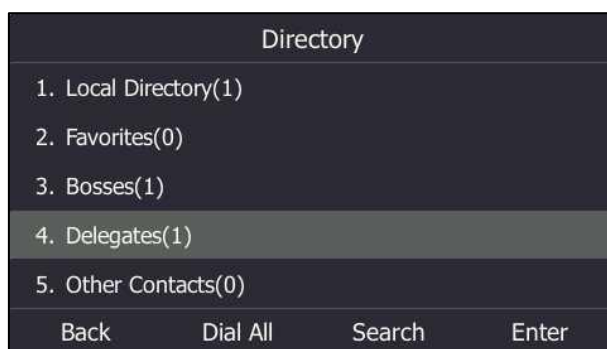 Directory
1. Local Directory(1)
2. Favorites(0)
3. Bosses(1)
4. Delegates(1)
5. Other Contacts(0)
Back Dial All Search Enter